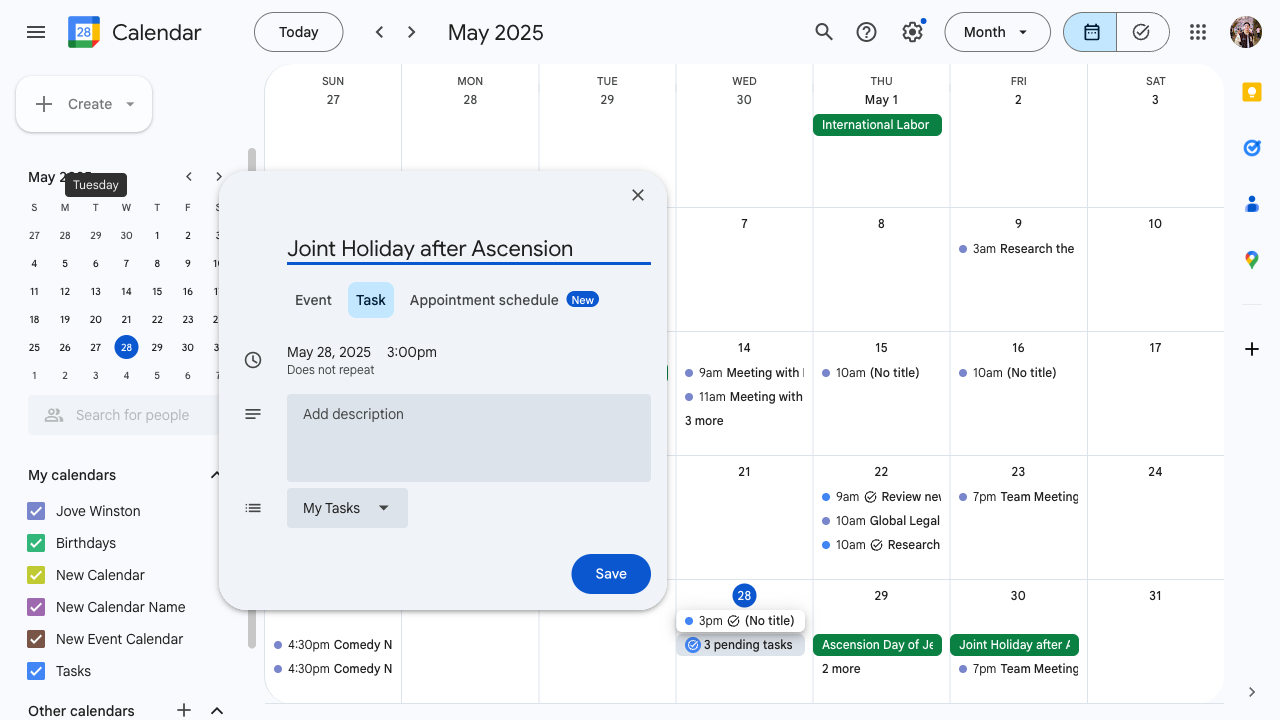 28
Calendar
Today
May 2025
Month
Create
May 2025
Tuesday
S M T W T F S
27 28 29 30 1 2 3
4 5 6 7 8 9 10
11 12 13 14 15 16
18 19 20 21 22 23
25 26 27 28 29 30
1 2 3 4 5 6 7
Search for people
My calendars
Jove Winston
Birthdays
New Calendar
New Calendar Name
New Event Calendar
Tasks
Other calendars
SUN MON TUE WED THU FRI SAT
27 28 29 30 May 1 2 3
International Labor
7 8 9 10
3am Research the
14 15 16 17
9am Meeting with
11am Meeting with
3 more
10am (No title)
10am (No title)
21 22 23 24
9am Review nev
10am Global Legal
10am Research
7pm Team Meeting
28 29 30 31
3pm (No title)
3 pending tasks
Ascension Day of Je
2 more
Joint Holiday after A
7pm Team Meeting
4:30pm Comedy N
4:30pm Comedy N
Joint Holiday after Ascension
Event
Task
Appointment schedule New
May 28, 2025 3:00pm
Does not repeat
Add description
My Tasks
Save